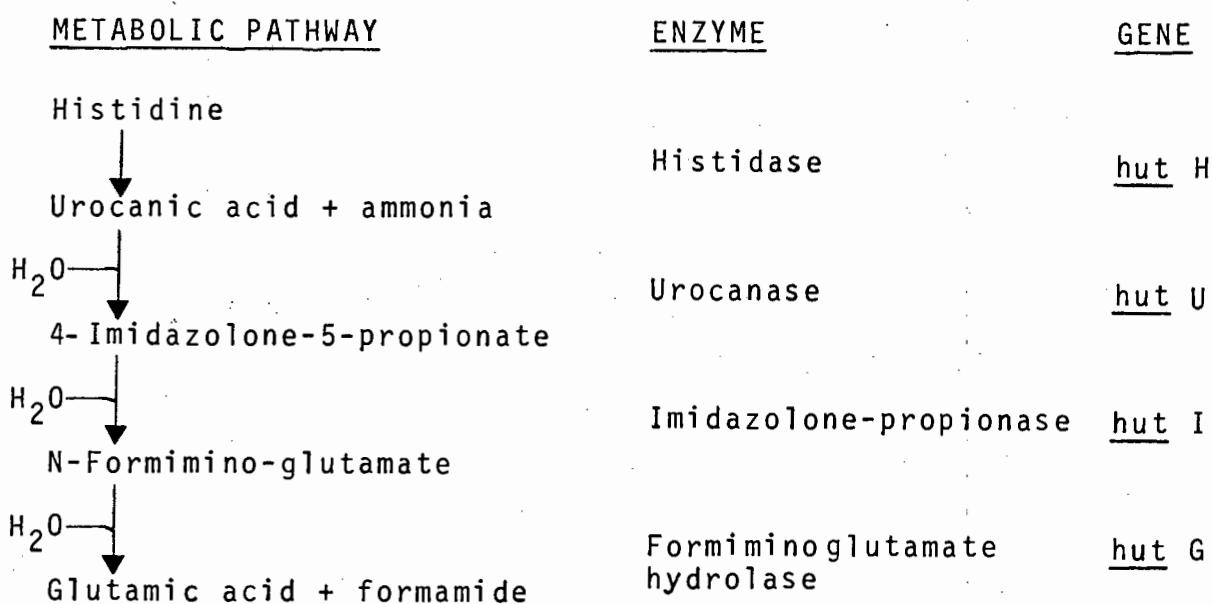 METABOLIC PATHWAY ENZYME GENE
Histidine
Histidase hut H
Urocanic acid + ammonia
H2O
Urocanase hut U
4-Imidazolone-5-propionate
H2O
Imidazolone-propionase hut I
N-Formimino-glutamate
H2O
Formiminoglutamate hut G
hydrolase
Glutamic acid + formamide